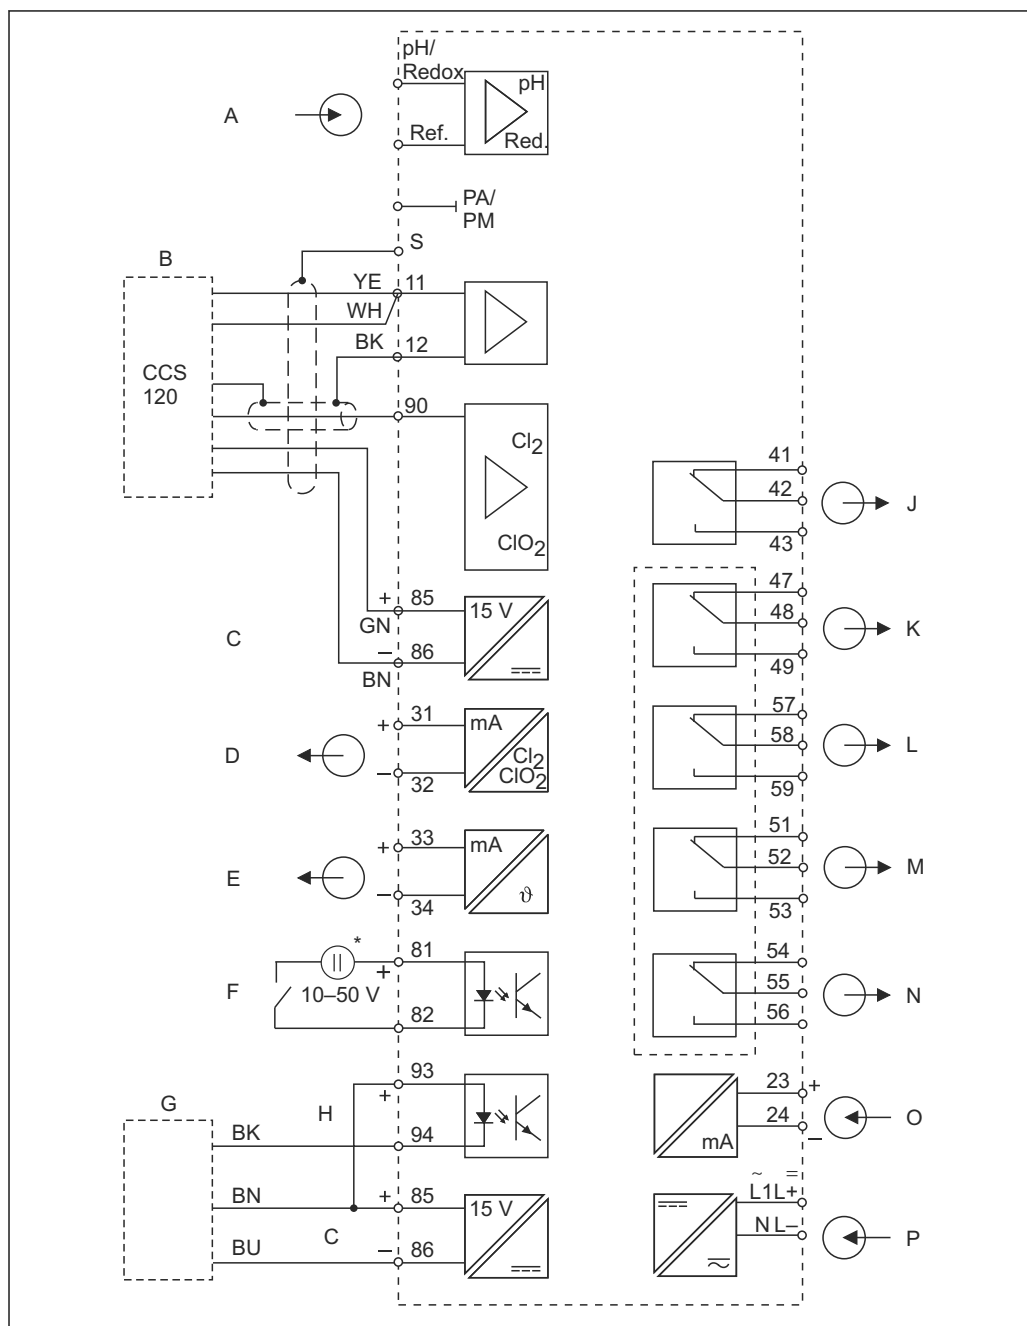 pH/
Redox
pH
A
Ref.
Red.
PA/
PM
S
B
YE
11
WH
BK
12
CCS
120
90
Cl2
ClO2
41
42
43
J
47
48
49
K
+
85
15 V
GN
C
–
86
BN
57
58
59
L
+
31
mA
D
Cl2
ClO2
–
32
51
52
53
M
+
33
mA
E
–
34
ϑ
54
55
56
N
*
81
+
F
10–50 V
82
93
+
G
H
BK
94
23
+
24
–
mA
O
BN
+
85
15 V
C
BU
–
86
~ =
L1L+
N L–
P